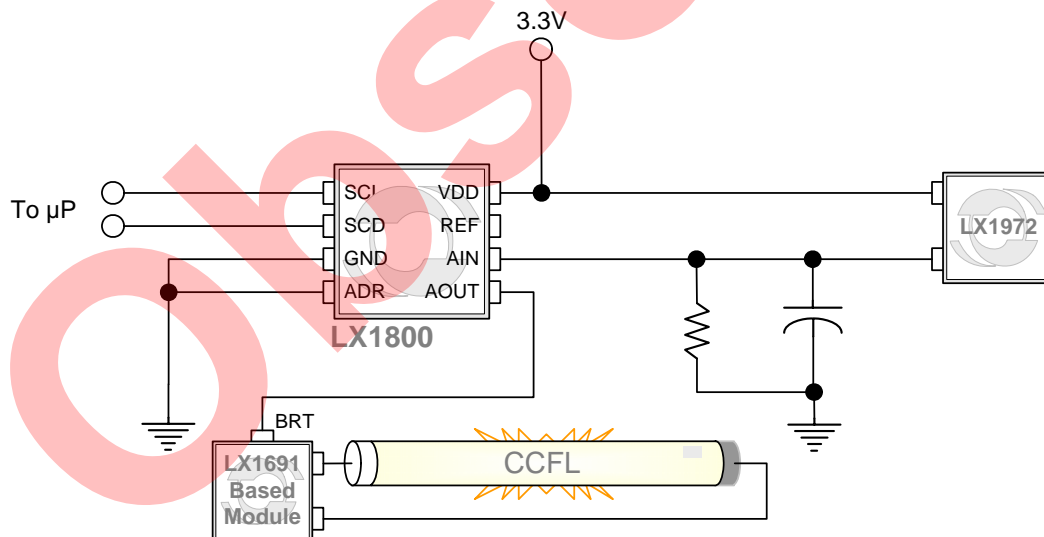 3.3V
To µP
SCL VDD
SCD REF
GND AIN
ADR AOUT
LX1800
LX1972
BRT
LX1691
Based
Module
CCFL
Obs